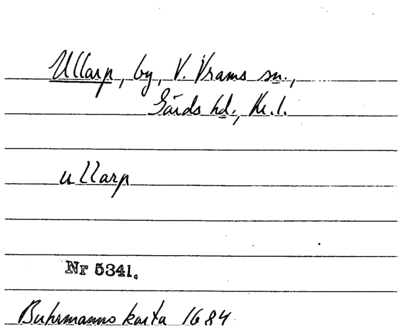 Ullarp, by, V. Vrams sn.,
Gärds hd., Kr. l.
ullarp
Nr 5341.
Buhrmanns karta 1684